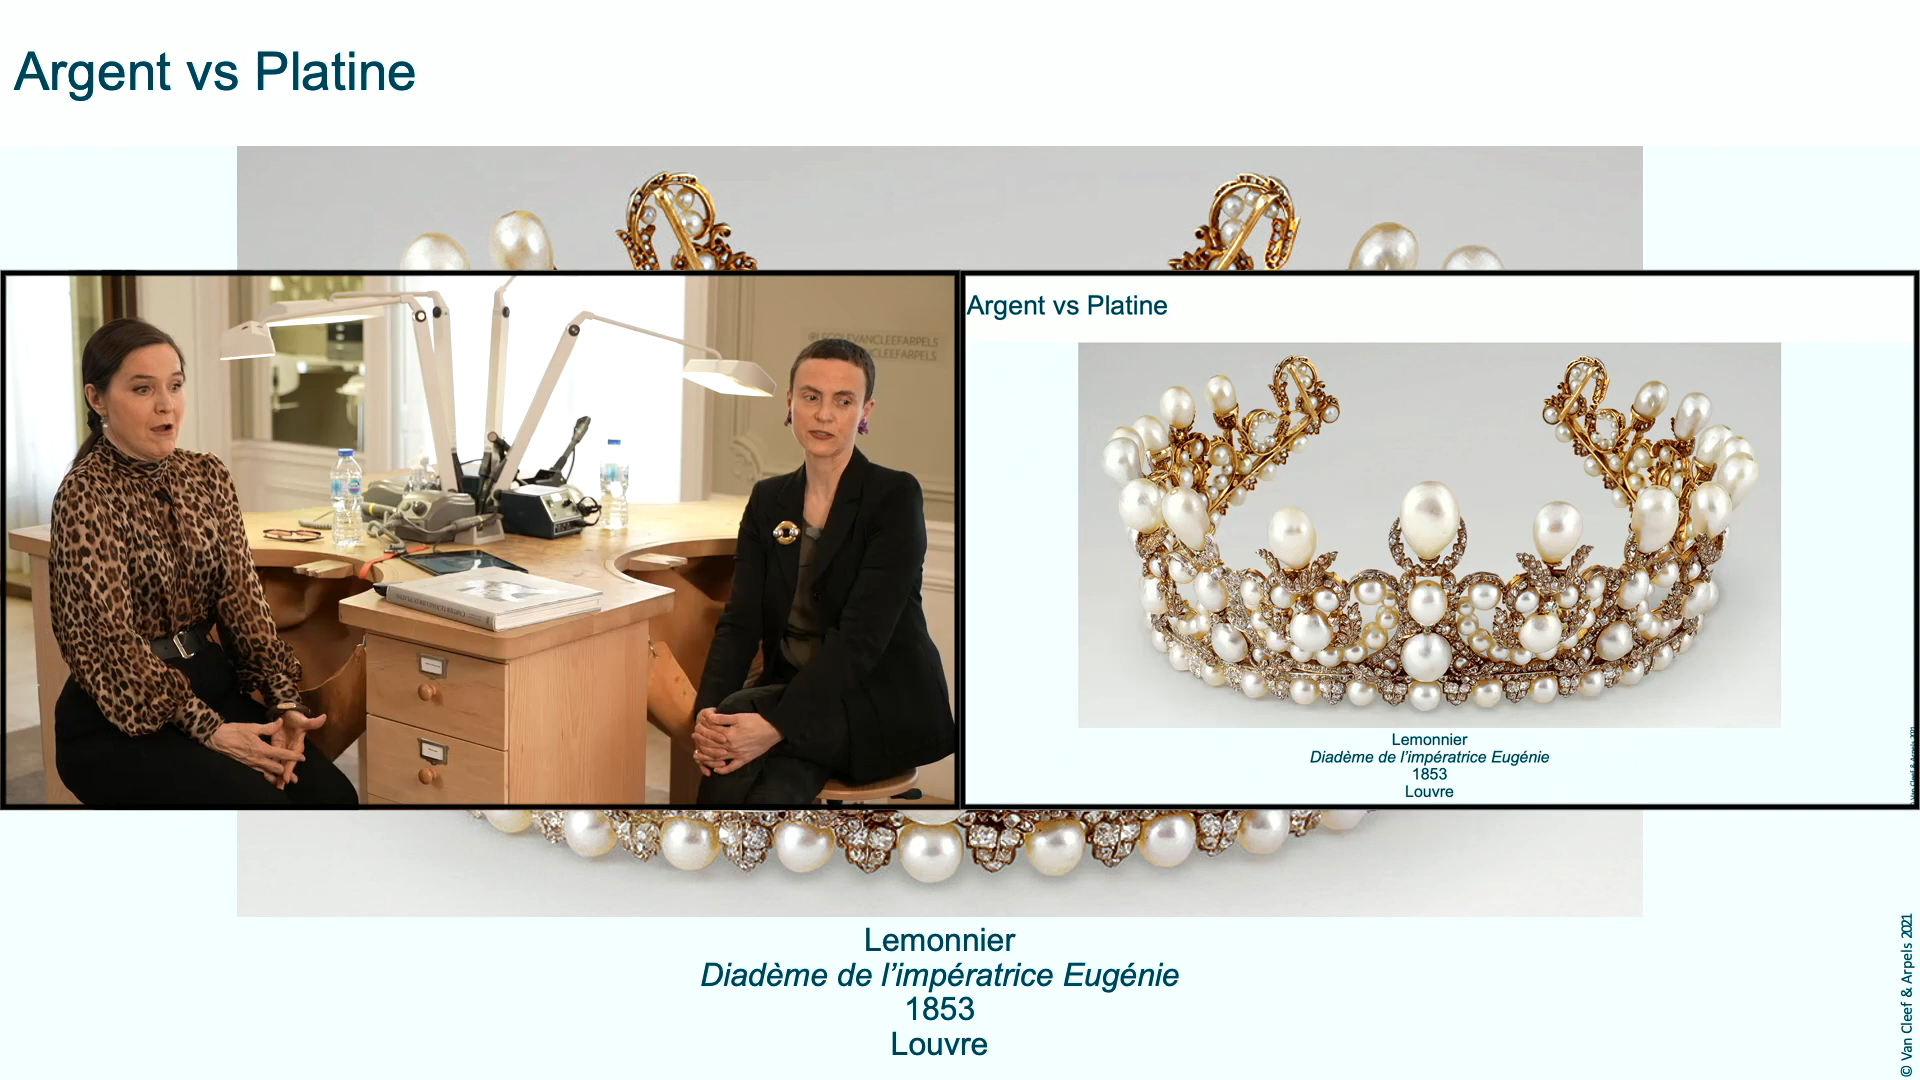 Argent vs Platine
@LECOLEVANCLEEFARPELS
Argent vs Platine
Lemonnier
Diadème de l'impératrice Eugénie
1853
Louvre
Lemonnier
Diadème de l'impératrice Eugénie
1853
Louvre
© Van Cleef & Arpels 2021